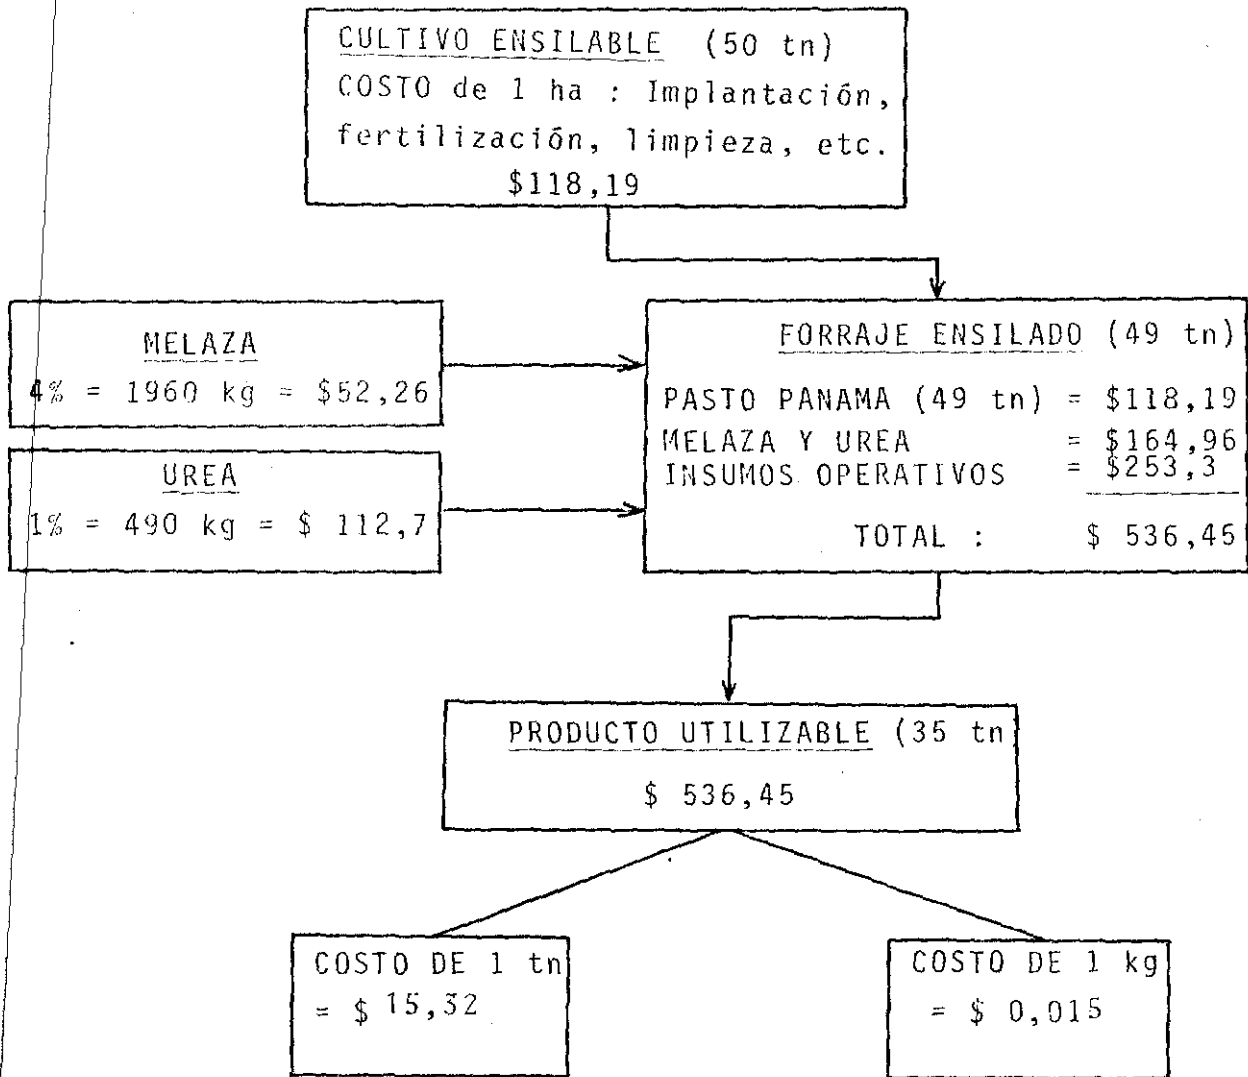 CULTIVO ENSILABLE (50 tn)
COSTO de 1 ha : Implantación,
fertilización, limpieza, etc.
$118,19
MELAZA
4% = 1960 kg = $52,26
UREA
1% = 490 kg = $ 112,7
FORRAJE ENSILADO (49 tn)
PASTO PANAMA (49 tn) = $118,19
MELAZA Y UREA = $164,96
INSUMOS OPERATIVOS = $253,3
TOTAL : $ 536,45
PRODUCTO UTILIZABLE (35 tn
$ 536,45
COSTO DE 1 tn
= $ 15,32
COSTO DE 1 kg
= $ 0,015